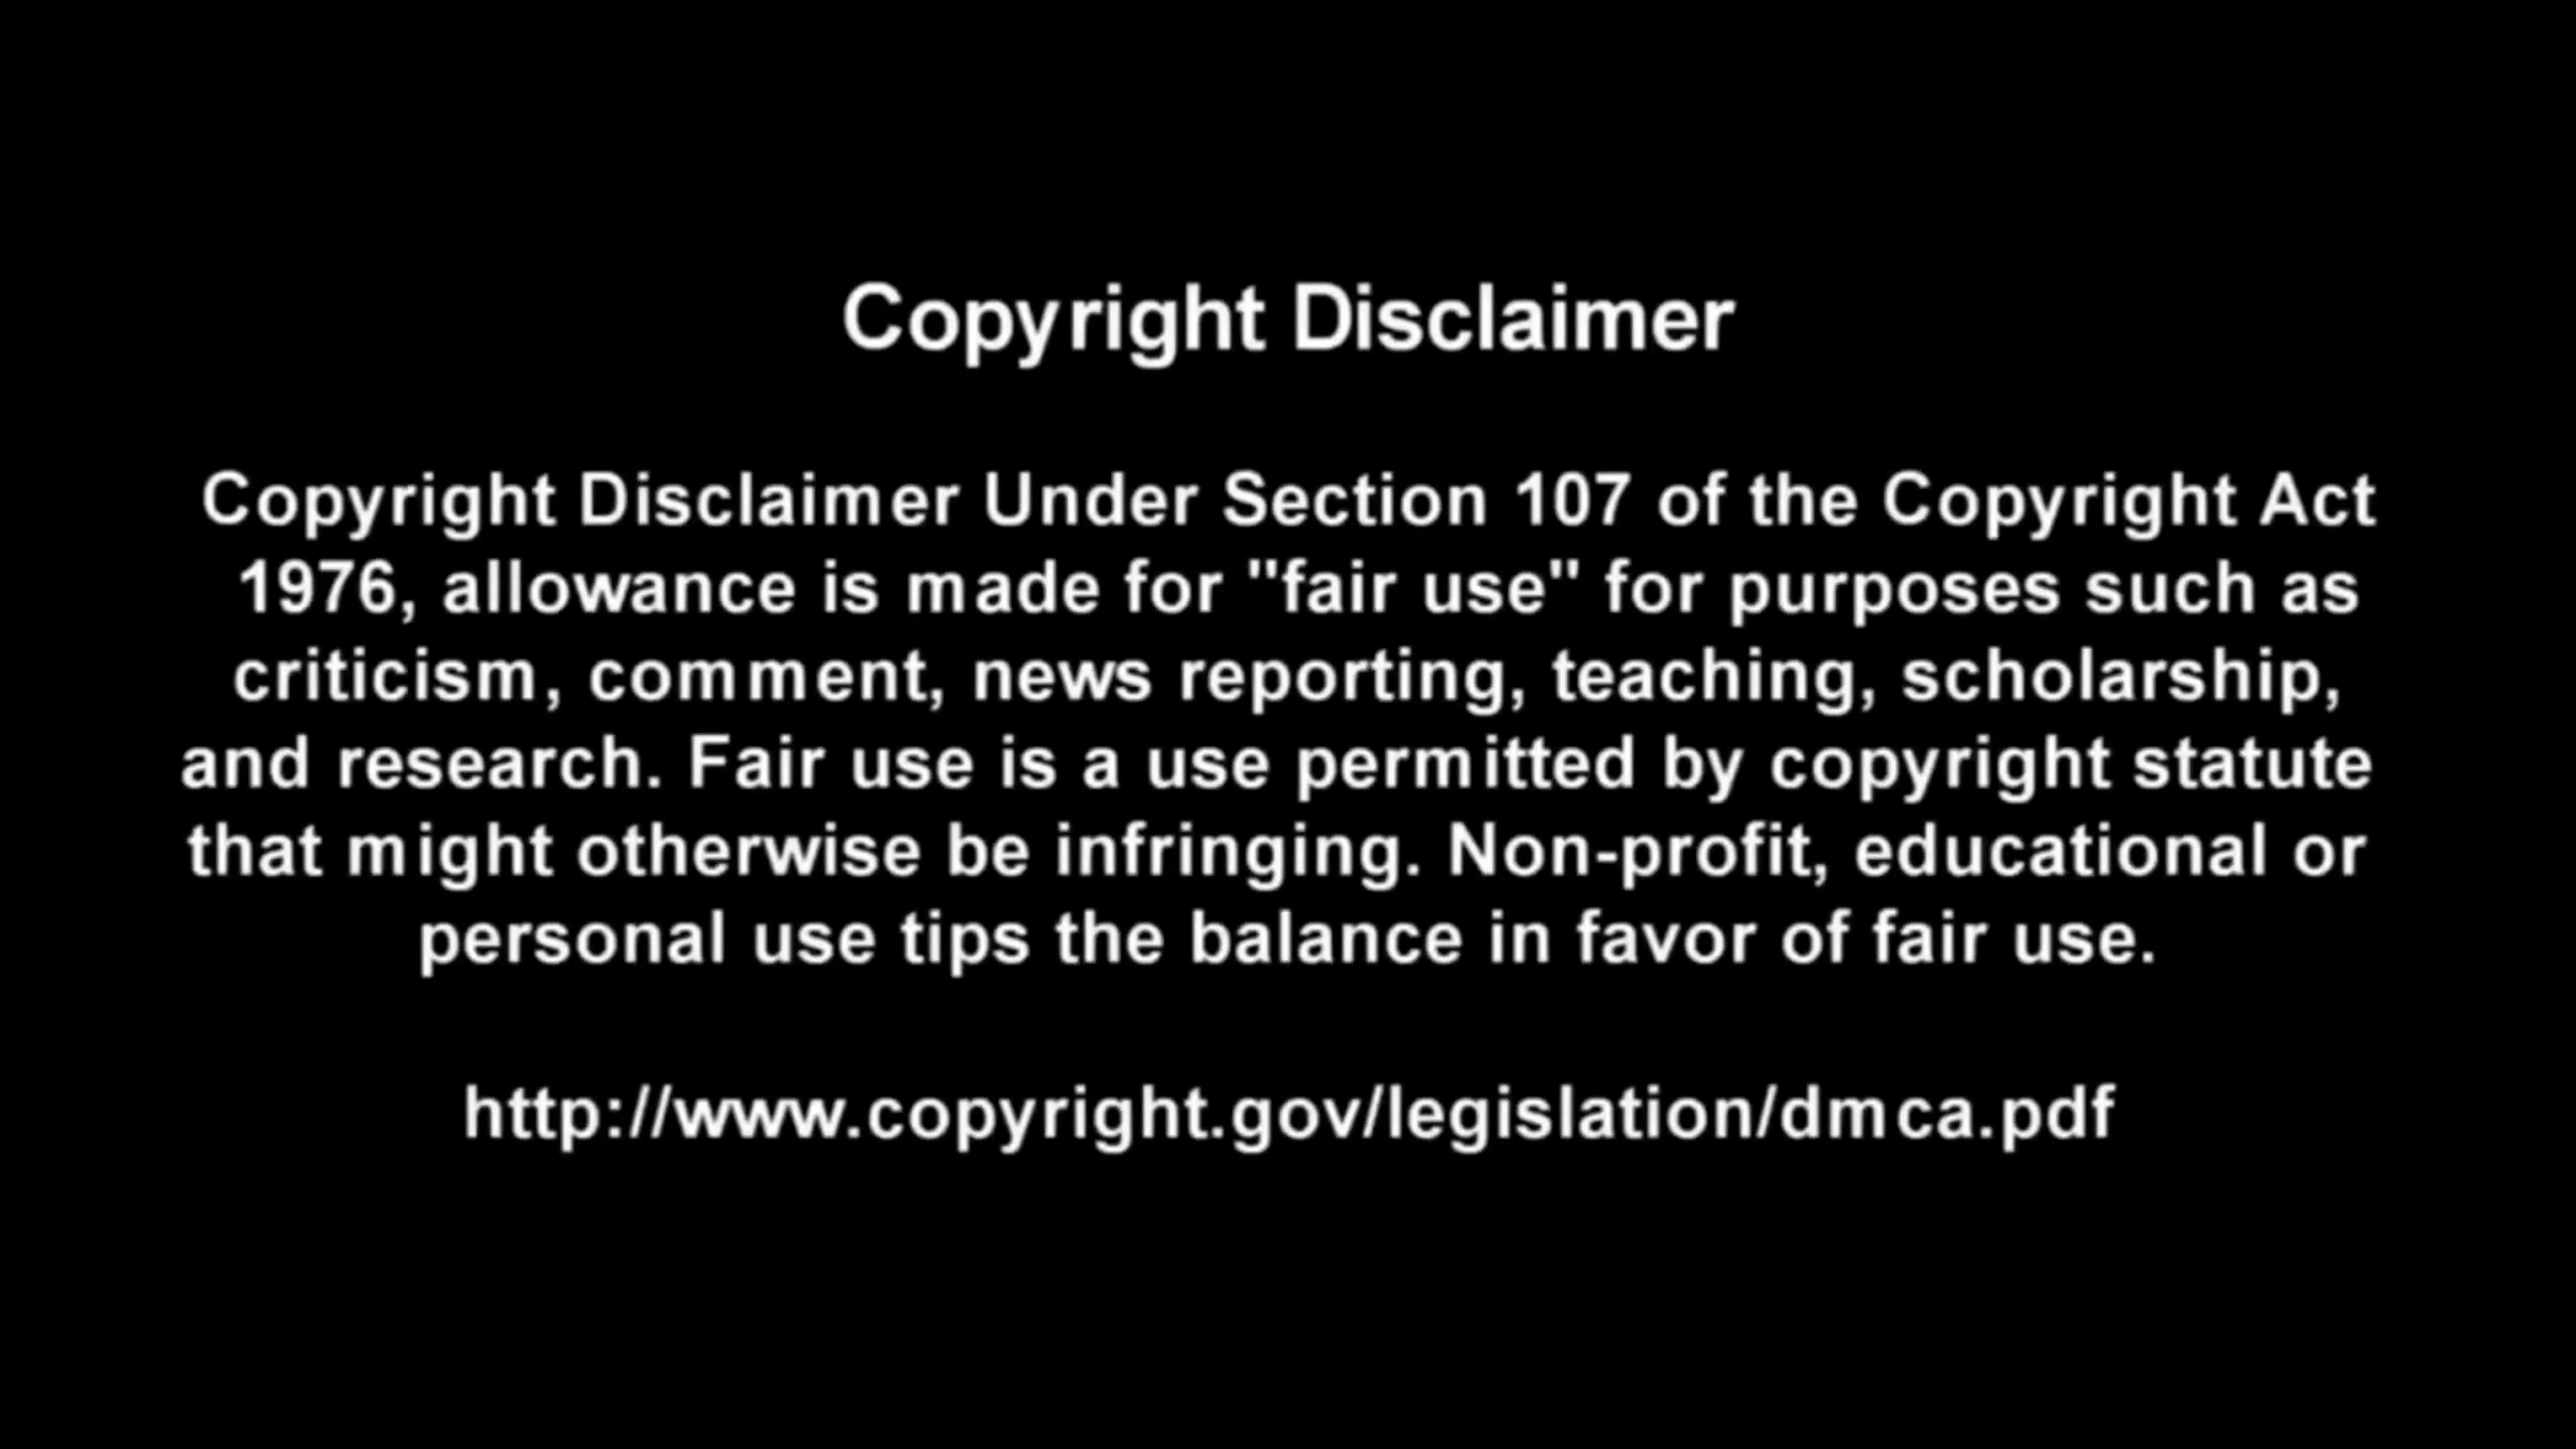 Copyright Disclaimer
Copyright Disclaimer Under Section 107 of the Copyright Act
1976, allowance is made for "fair use" for purposes such as
criticism, comment, news reporting, teaching, scholarship,
and research. Fair use is a use permitted by copyright statute
that might otherwise be infringing. Non-profit, educational or
personal use tips the balance in favor of fair use.
http://www.copyright.gov/legislation/dmca.pdf